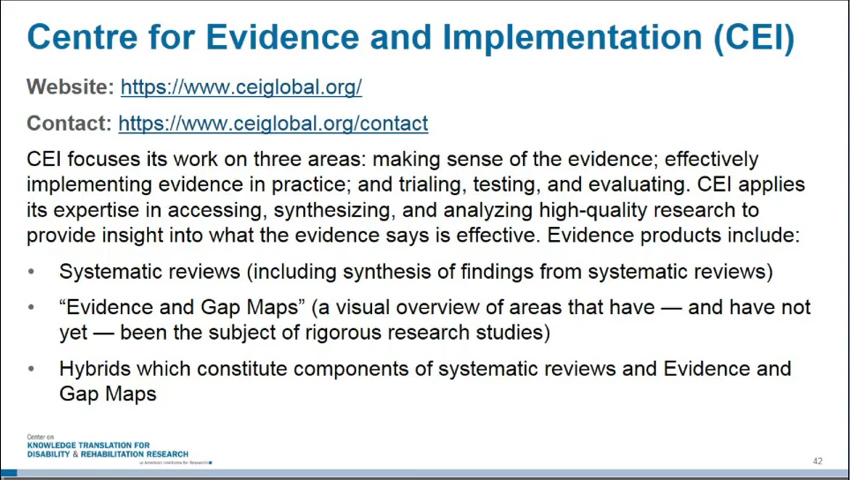 Centre for Evidence and Implementation (CEI)
Website: https://www.ceiglobal.org/
Contact: https://www.ceiglobal.org/contact
CEI focuses its work on three areas: making sense of the evidence; effectively
implementing evidence in practice; and trialing, testing, and evaluating. CEI applies
its expertise in accessing, synthesizing, and analyzing high-quality research to
provide insight into what the evidence says is effective. Evidence products include:
• Systematic reviews (including synthesis of findings from systematic reviews)
• “Evidence and Gap Maps” (a visual overview of areas that have — and have not
yet — been the subject of rigorous research studies)
• Hybrids which constitute components of systematic reviews and Evidence and
Gap Maps
Center on
KNOWLEDGE TRANSLATION FOR
DISABILITY & REHABILITATION RESEARCH
at American Institutes for Research
42